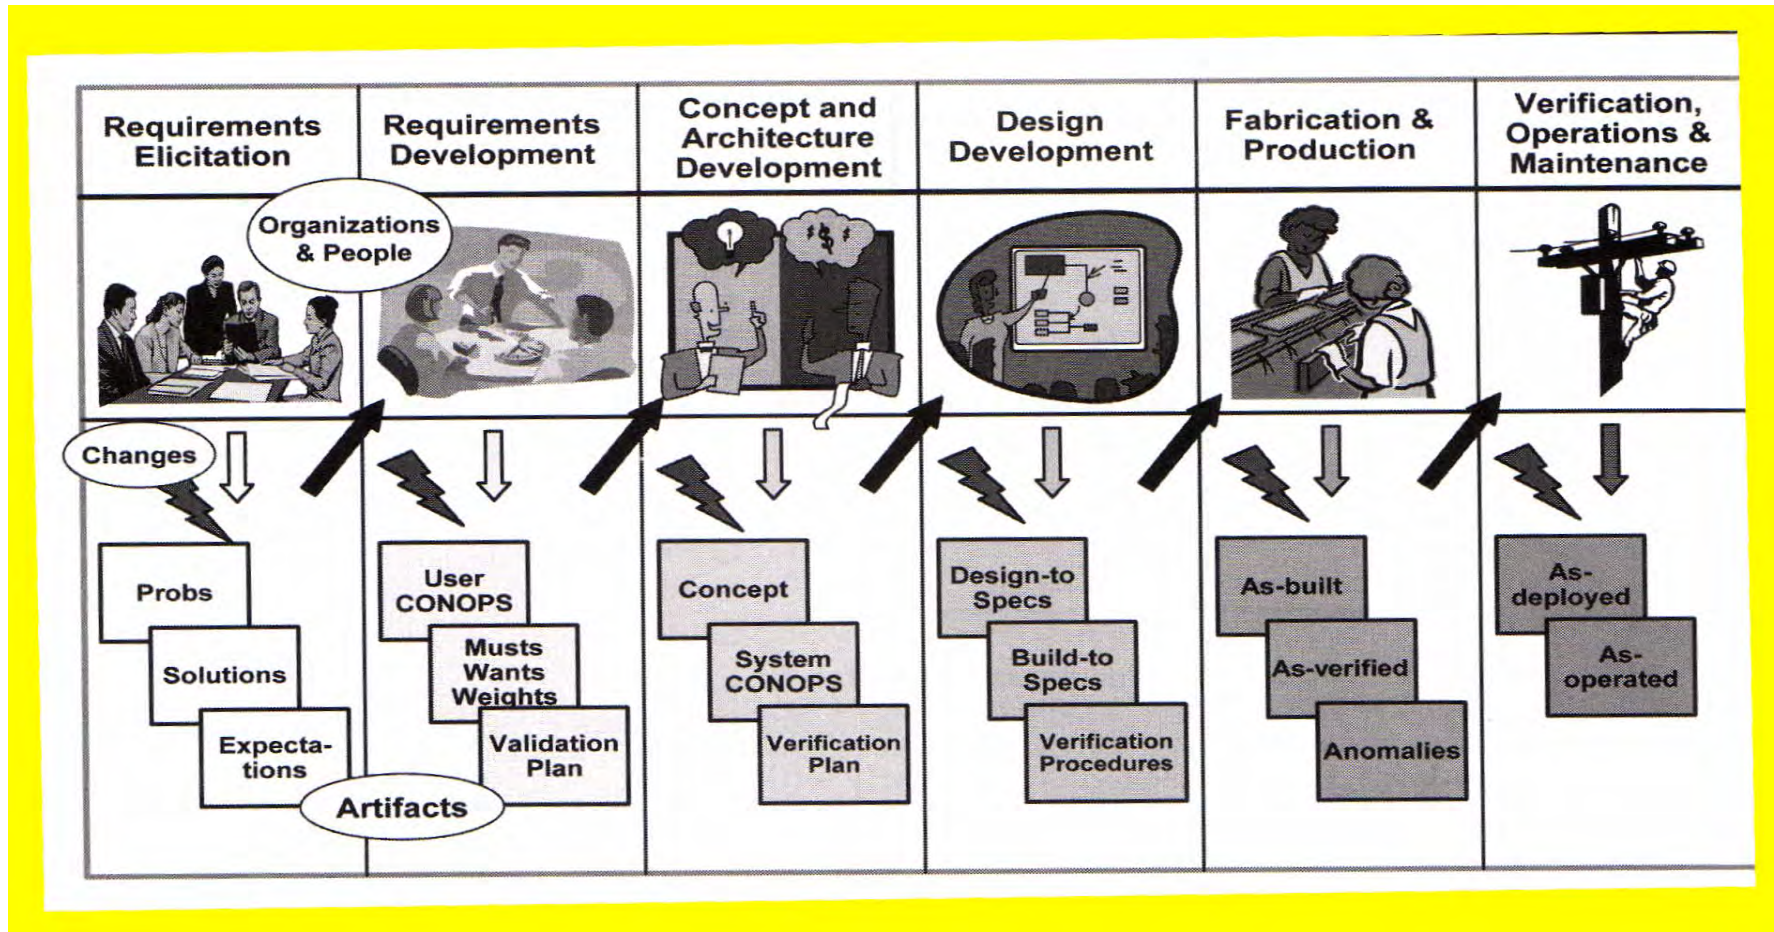 Requirements
Elicitation
Requirements
Development
Concept and
Architecture
Development
Design
Development
Fabrication &
Production
Verification,
Operations &
Maintenance
Organizations
& People
$
Changes
Probs
Solutions
Expecta-
tions
User
CONOPS
Musts
Wants
Weights
Validation
Plan
Concept
System
CONOPS
Verification
Plan
Design-to
Specs
Build-to
Specs
Verification
Procedures
As-built
As-verified
Anomalies
As-
deployed
As-
operated
Artifacts